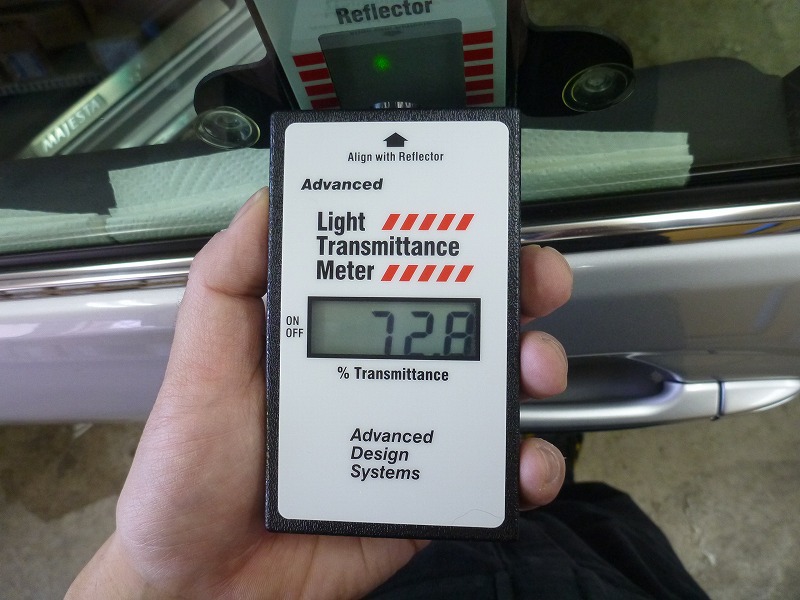 Reflector
MAJESTA
Align with Reflector
Advanced
Light
Transmittance
Meter
ON
OFF
72.8
% Transmittance
Advanced
Design
Systems